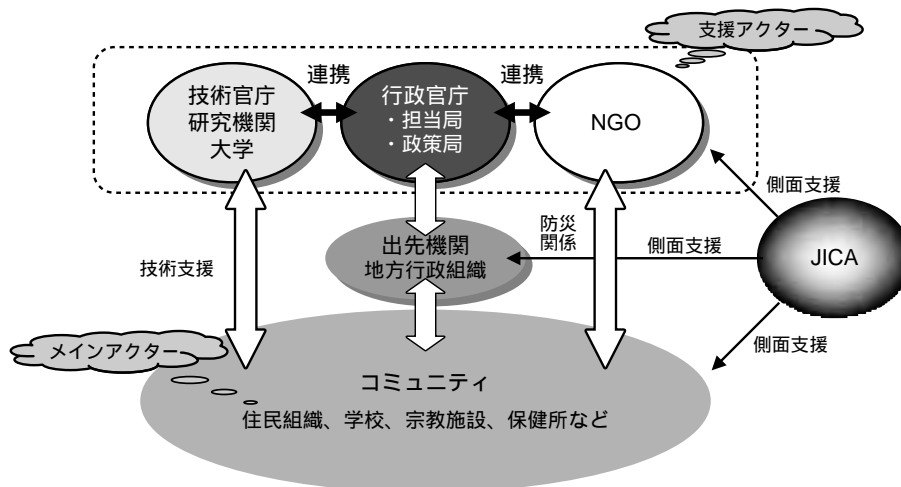 支援アクター
連携
連携
技術官庁
研究機関
大学
行政官庁
・担当局
・政策局
NGO
側面支援
防災
関係
出先機関
地方行政組織
側面支援
JICA
技術支援
側面支援
メインアクター
コミュニティ
住民組織、学校、宗教施設、保健所など